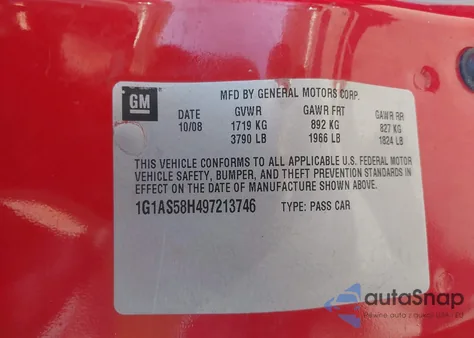 GM
MFD BY GENERAL MOTORS CORP.
DATE GVWR GAWR FRT GAWR RR
10/08 1719 KG 892 KG 827 KG
3790 LB 1966 LB 1824 LB
THIS VEHICLE CONFORMS TO ALL APPLICABLE U.S. FEDERAL MOTOR
VEHICLE SAFETY, BUMPER, AND THEFT PREVENTION STANDARDS IN
EFFECT ON THE DATE OF MANUFACTURE SHOWN ABOVE.
1G1AS58H497213746 TYPE: PASS CAR
autoSnap